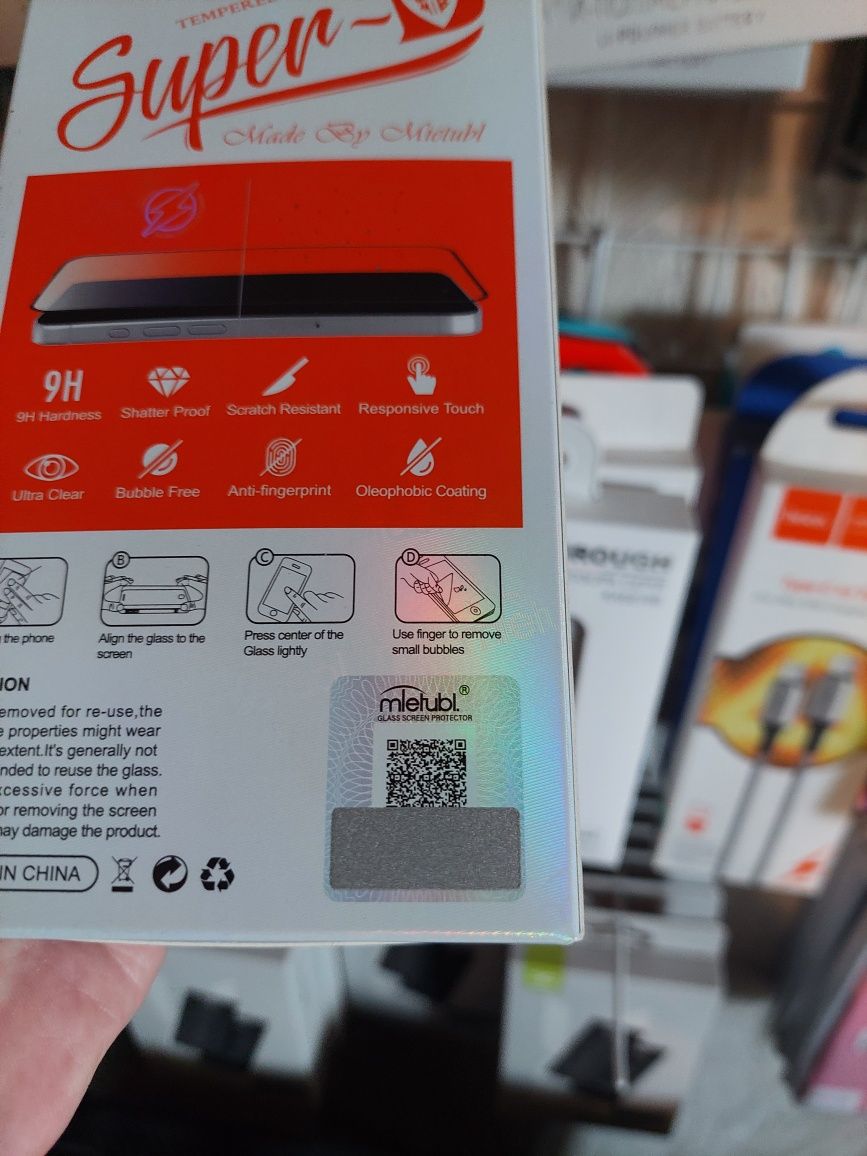 TEMPERED
Super-D
Made By Mietubl
9H
9H Hardness
Shatter Proof
Scratch Resistant
Responsive Touch
Ultra Clear
Bubble Free
Anti-fingerprint
Oleophobic Coating
B
C
D
the phone
Align the glass to the
screen
Press center of the
Glass lightly
Use finger to remove
small bubbles
ION
emoved for re-use,the
e properties might wear
extent.It's generally not
nded to reuse the glass.
xcessive force when
or removing the screen
may damage the product.
IN CHINA
mietubl.®
GLASS SCREEN PROTECTOR
ROUGH